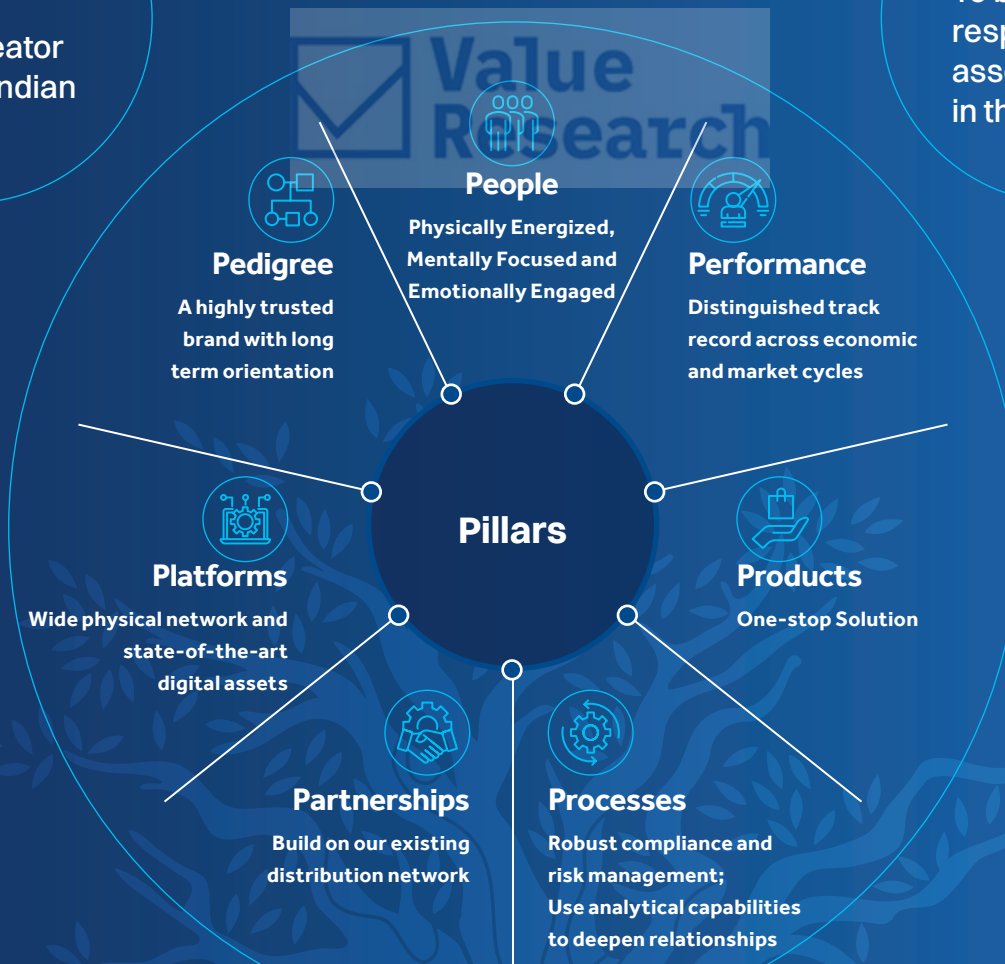 eator
ndian
resp
asse
in th
Value
Research
People
Physically Energized,
Mentally Focused and
Emotionally Engaged
Pedigree
A highly trusted
brand with long
term orientation
Performance
Distinguished track
record across economic
and market cycles
Pillars
Platforms
Wide physical network and
state-of-the-art
digital assets
Products
One-stop Solution
Partnerships
Build on our existing
distribution network
Processes
Robust compliance and
risk management;
Use analytical capabilities
to deepen relationships